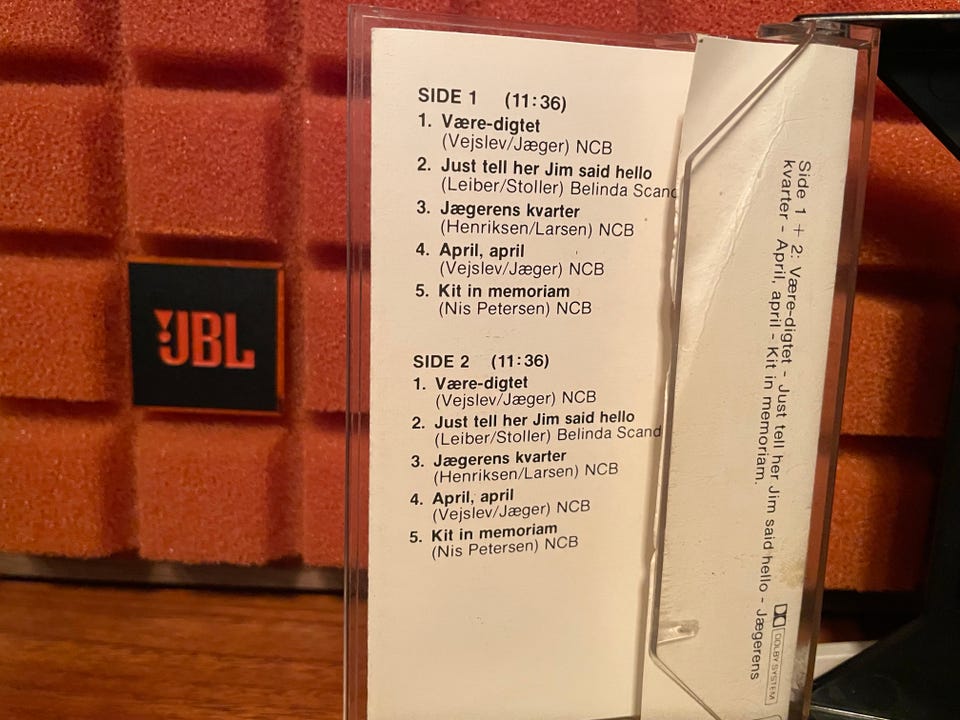 SIDE 1 (11:36)
1. Være-digtet
(Vejslev/Jæger) NCB
2. Just tell her Jim said hello
(Leiber/Stoller) Belinda Scand
3. Jægerens kvarter
(Henriksen/Larsen) NCB
4. April, april
(Vejslev/Jæger) NCB
5. Kit in memoriam
(Nis Petersen) NCB
SIDE 2 (11:36)
1. Være-digtet
(Vejslev/Jæger) NCB
2. Just tell her Jim said hello
(Leiber/Stoller) Belinda Scand
3. Jægerens kvarter
(Henriksen/Larsen) NCB
4. April, april
(Vejslev/Jæger) NCB
5. Kit in memoriam
(Nis Petersen) NCB
Side 1 + 2: Være-digtet - Just tell her Jim said hello - Jægerens
kvarter - April, april - Kit in memoriam.
DOLBY SYSTEM
JBL